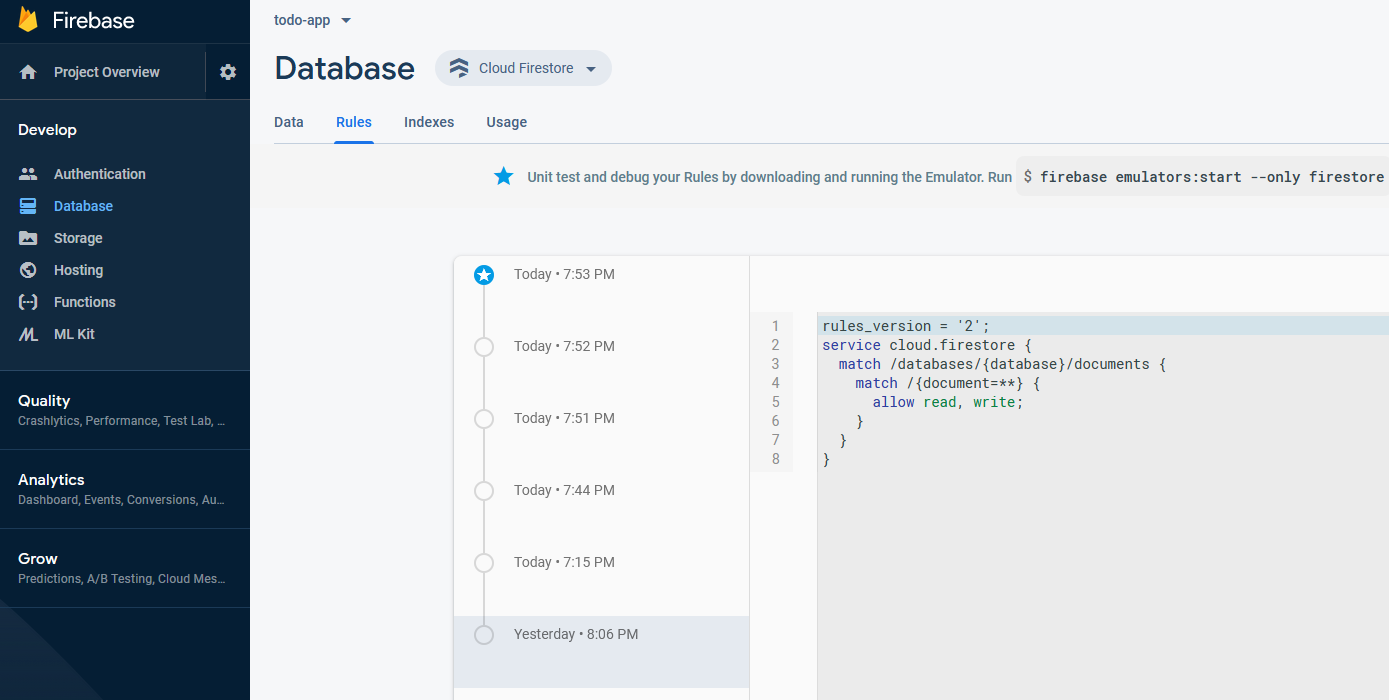 Firebase
Project Overview
Develop
Authentication
Database
Storage
Hosting
Functions
ML Kit
Quality
Crashlytics, Performance, Test Lab, ...
Analytics
Dashboard, Events, Conversions, Au...
Grow
Predictions, A/B Testing, Cloud Mes...
todo-app
Database
Cloud Firestore
Data Rules Indexes Usage
Unit test and debug your Rules by downloading and running the Emulator. Run $ firebase emulators:start --only firestore
Today • 7:53 PM
Today • 7:52 PM
Today • 7:51 PM
Today • 7:44 PM
Today • 7:15 PM
Yesterday • 8:06 PM
1 rules_version = '2';
2 service cloud.firestore {
3   match /databases/{database}/documents {
4     match /{document=**} {
5       allow read, write;
6     }
7   }
8 }